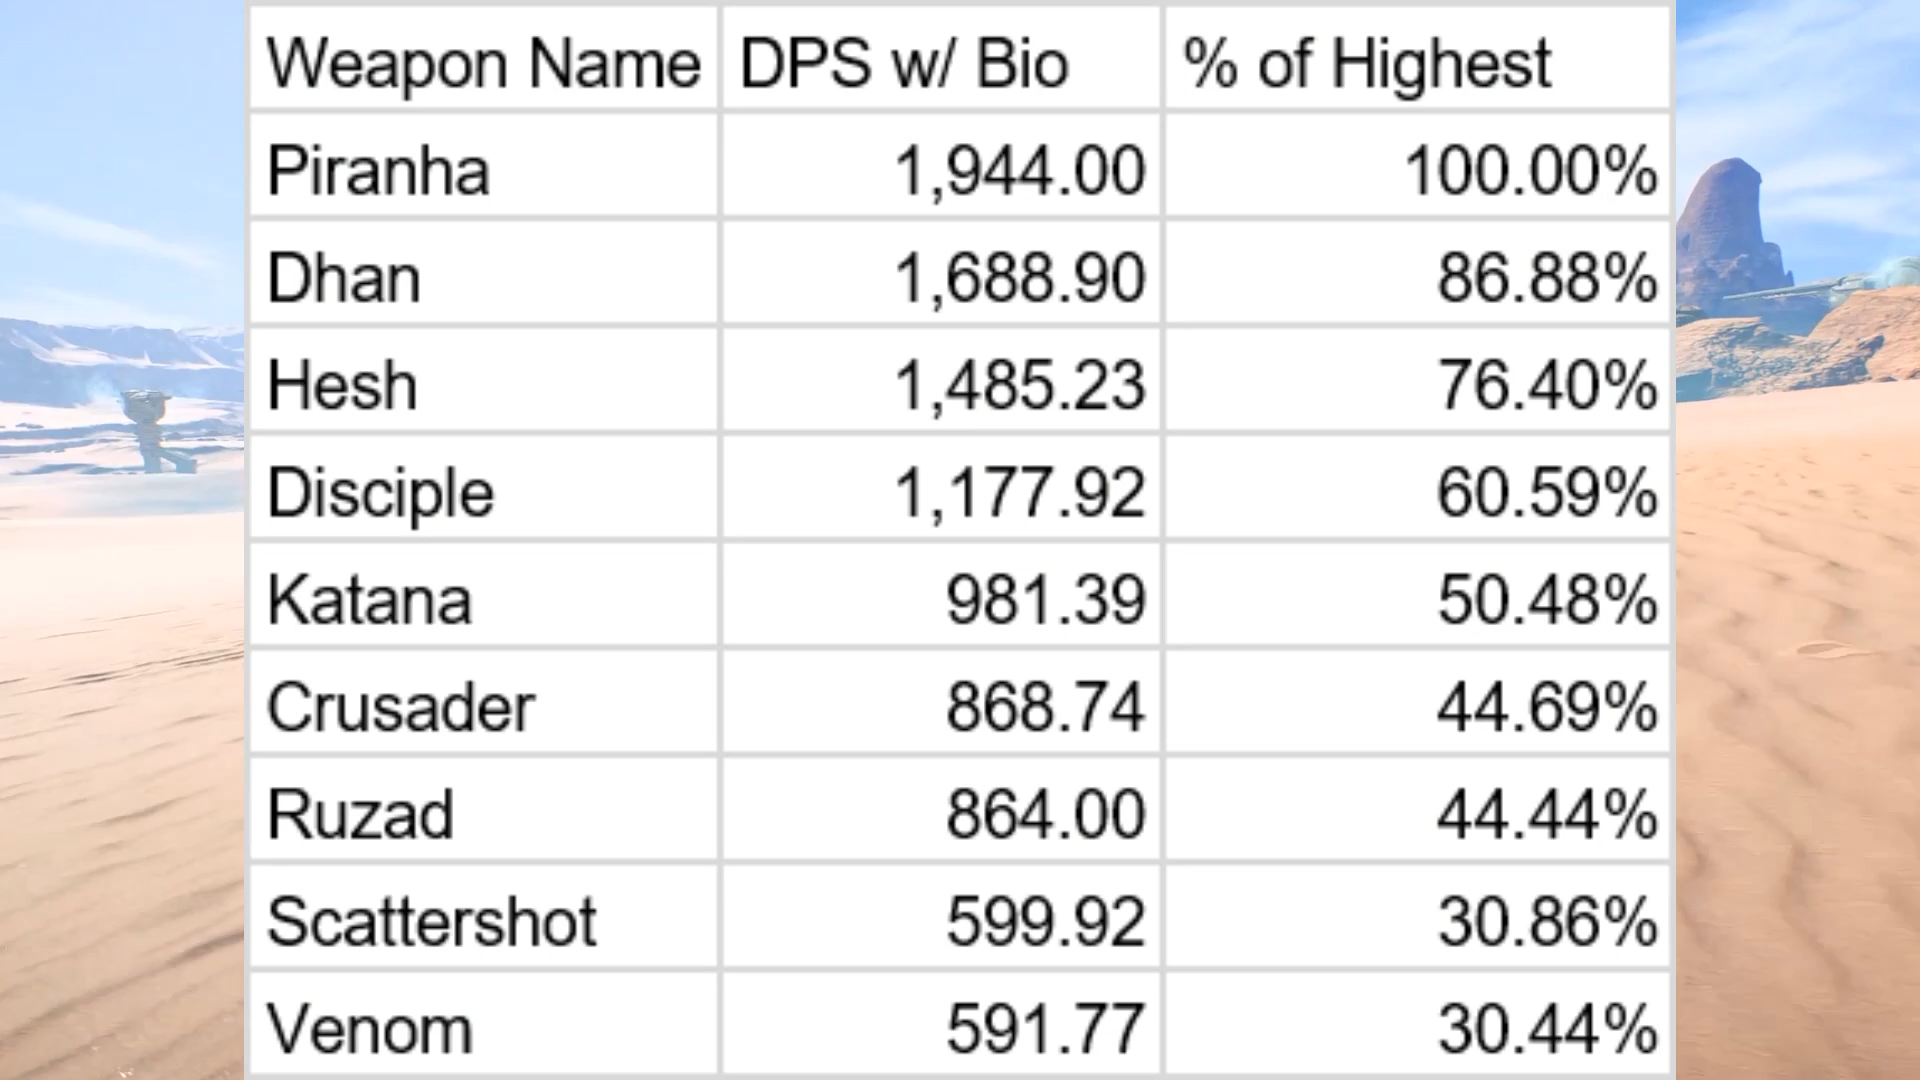 Weapon Name DPS w/ Bio % of Highest
Piranha 1,944.00 100.00%
Dhan 1,688.90 86.88%
Hesh 1,485.23 76.40%
Disciple 1,177.92 60.59%
Katana 981.39 50.48%
Crusader 868.74 44.69%
Ruzad 864.00 44.44%
Scattershot 599.92 30.86%
Venom 591.77 30.44%